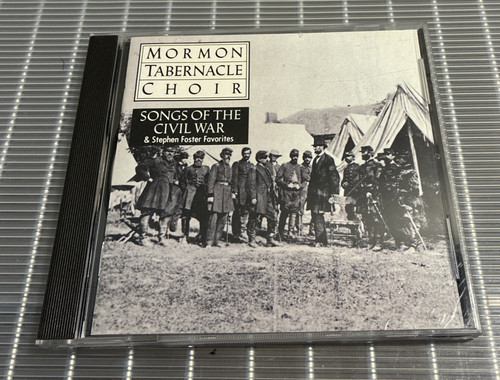 MORMON
TABERNACLE
CHOIR
SONGS OF THE
CIVIL WAR
& Stephen Foster Favorites